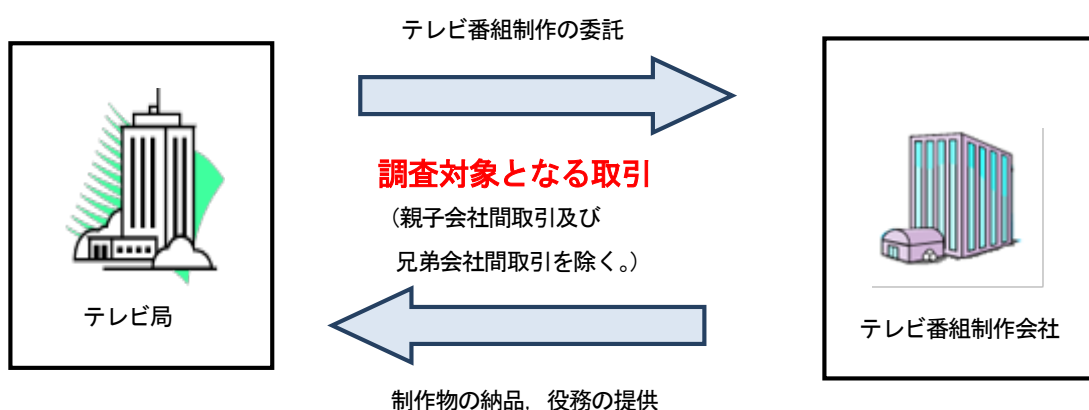 テレビ番組制作の委託
調査対象となる取引
（親子会社間取引及び
兄弟会社間取引を除く。）
テレビ局
テレビ番組制作会社
制作物の納品，役務の提供